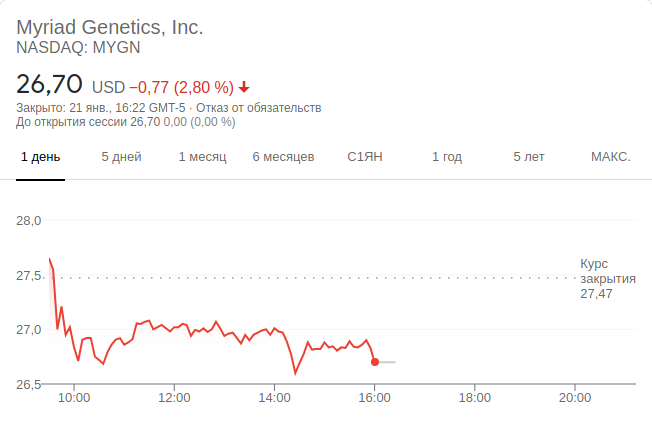 Myriad Genetics, Inc.
NASDAQ: MYGN
26,70 USD −0,77 (2,80 %)
Закрыто: 21 янв., 16:22 GMT-5 · Отказ от обязательств
До открытия сессии 26,70 0,00 (0,00 %)
1 день 5 дней 1 месяц 6 месяцев С1ЯН 1 год 5 лет МАКС.
28,0
Курс
27,5 закрытия
27,47
27,0
26,5
10:00 12:00 14:00 16:00 18:00 20:00